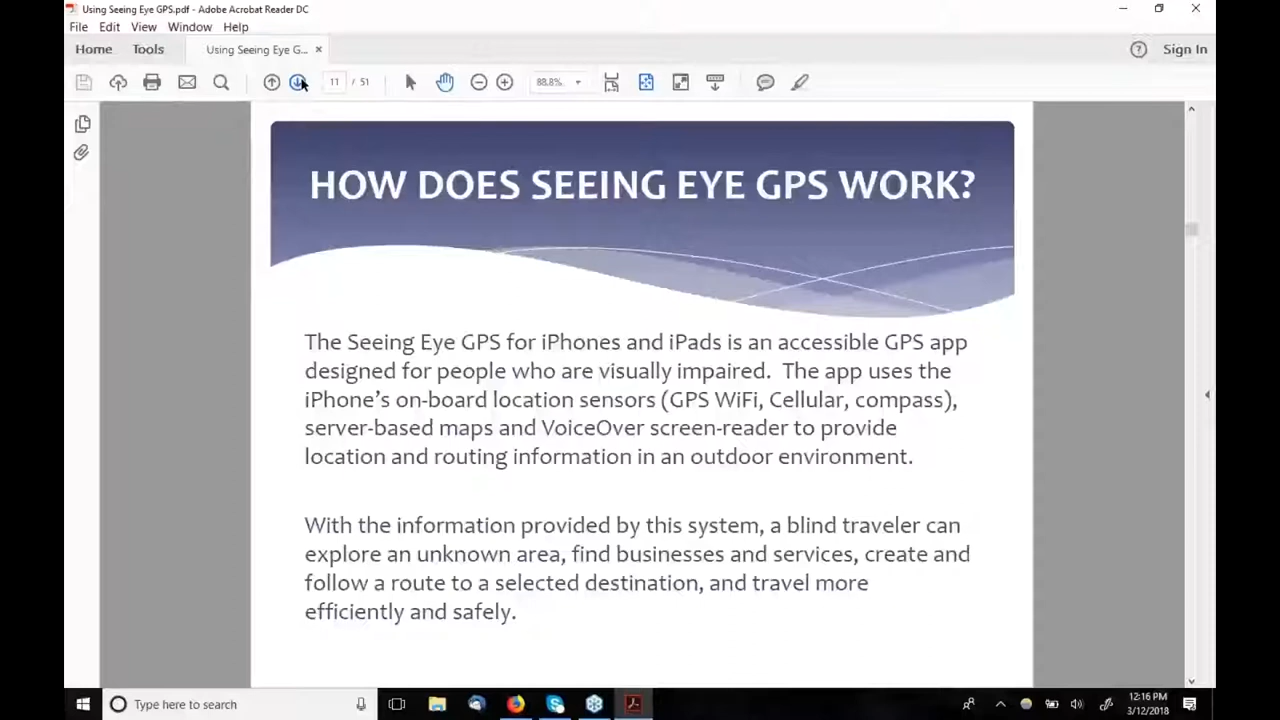 Using Seeing Eye GPS.pdf - Adobe Acrobat Reader DC
File Edit View Window Help
Home Tools Using Seeing Eye G... × Sign In
11 / 51 88.8%
HOW DOES SEEING EYE GPS WORK?
The Seeing Eye GPS for iPhones and iPads is an accessible GPS app
designed for people who are visually impaired.  The app uses the
iPhone’s on-board location sensors (GPS WiFi, Cellular, compass),
server-based maps and VoiceOver screen-reader to provide
location and routing information in an outdoor environment.
With the information provided by this system, a blind traveler can
explore an unknown area, find businesses and services, create and
follow a route to a selected destination, and travel more
efficiently and safely.
Type here to search
12:16 PM
3/12/2018